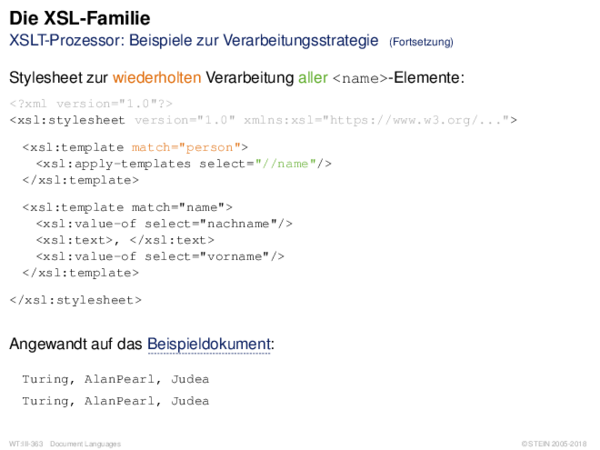 Die XSL-Familie
XSLT-Prozessor: Beispiele zur Verarbeitungsstrategie (Fortsetzung)
Stylesheet zur wiederholten Verarbeitung aller <name>-Elemente:
<?xml version="1.0"?>
<xsl:stylesheet version="1.0" xmlns:xsl="https://www.w3.org/...">
<xsl:template match="person">
<xsl:apply-templates select="//name"/>
</xsl:template>
<xsl:template match="name">
<xsl:value-of select="nachname"/>
<xsl:text>, </xsl:text>
<xsl:value-of select="vorname"/>
</xsl:template>
</xsl:stylesheet>
Angewandt auf das Beispieldokument:
Turing, AlanPearl, Judea
Turing, AlanPearl, Judea
WT:III-363 Document Languages © STEIN 2005-2018